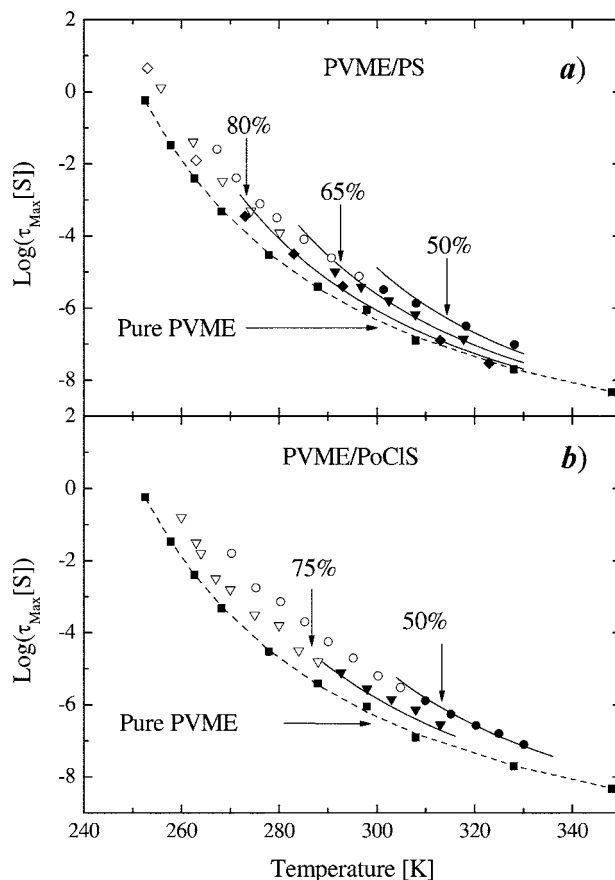 2
PVME/PS
a)
0
80%
-2
65%
Log(τMax[S])
-4
50%
Pure PVME
-6
-8
2
PVME/PoClS
b)
0
75%
-2
50%
Log(τMax[S])
-4
Pure PVME
-6
-8
240 260 280 300 320 340
Temperature [K]